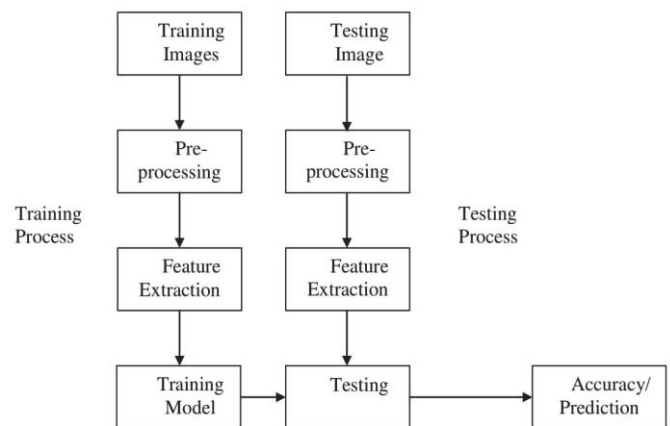 Training
Images
Testing
Image
Pre-
processing
Pre-
processing
Training
Process
Testing
Process
Feature
Extraction
Feature
Extraction
Training
Model
Testing
Accuracy/
Prediction